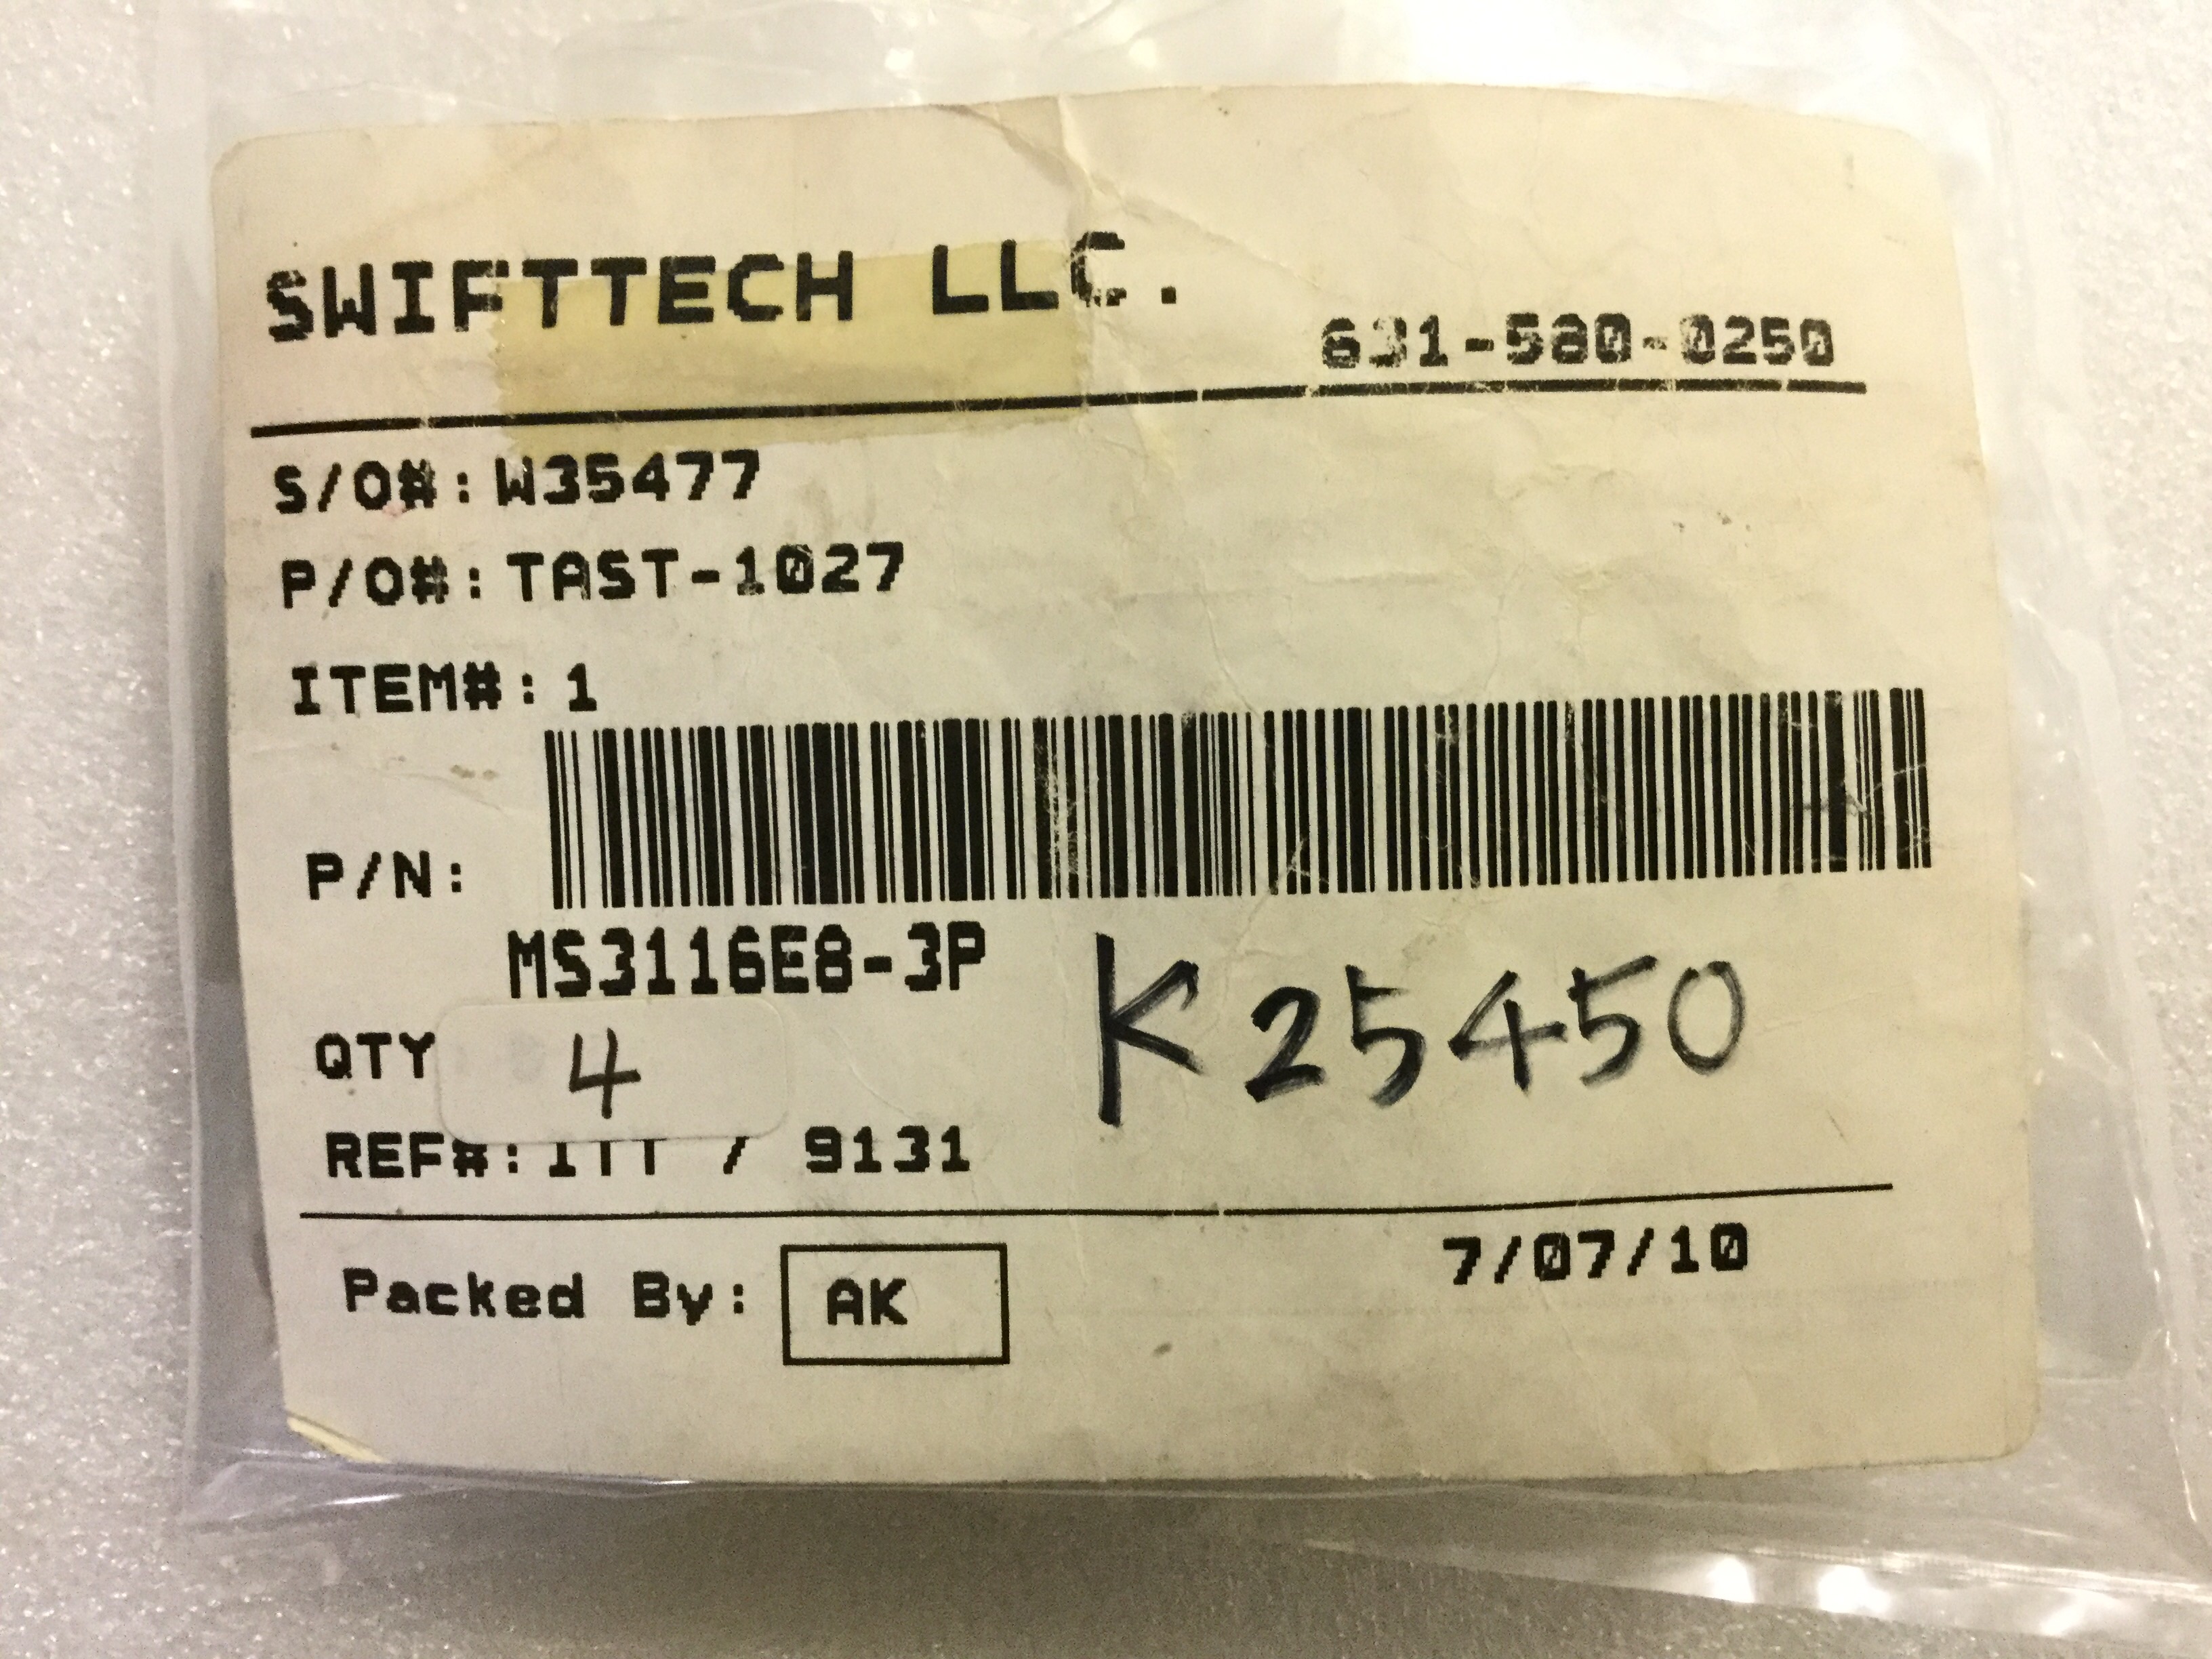 SWIFTTECH LLC.
631-580-0250
S/O#: W35477
P/O#: TAST-1027
ITEM#: 1
P/N:
MS3116E8-3P
K25450
QTY 4
REF#: ITT / 9131
7/07/10
Packed By: AK